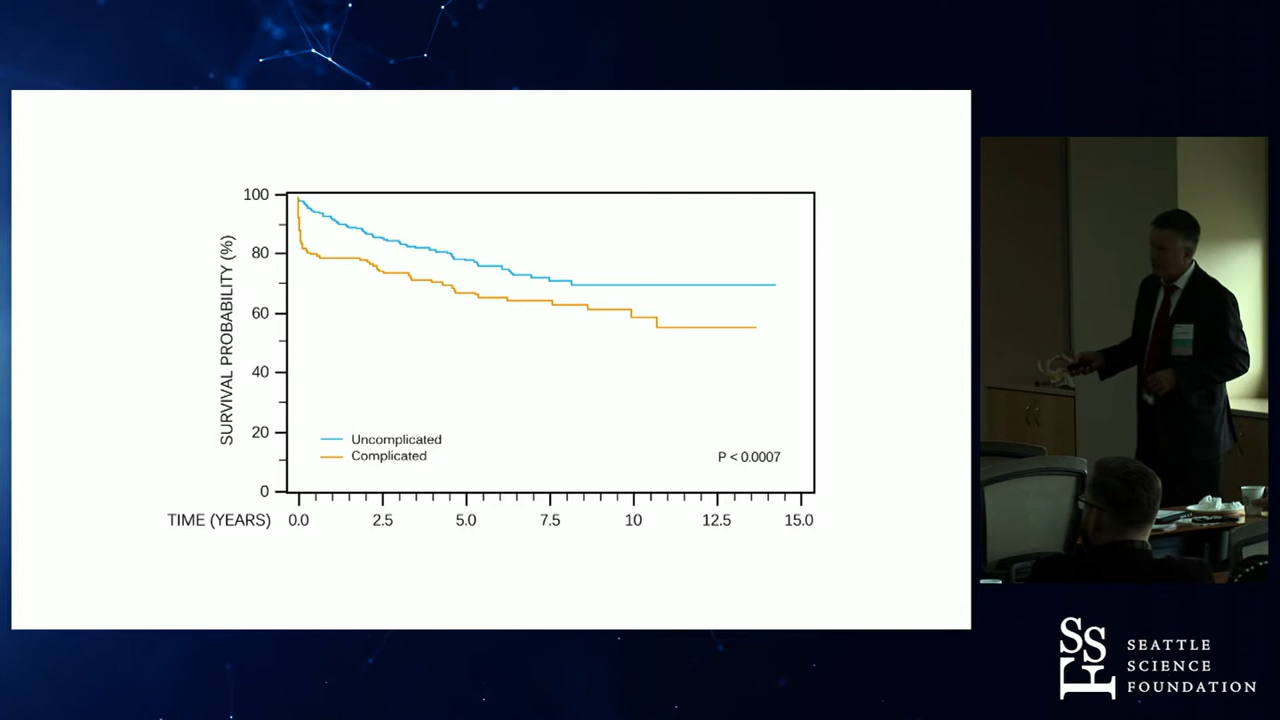 100
80
60
40
20
0
SURVIVAL PROBABILITY (%)
Uncomplicated
Complicated
P < 0.0007
TIME (YEARS) 0.0 2.5 5.0 7.5 10 12.5 15.0
SSF
SEATTLE
SCIENCE
FOUNDATION